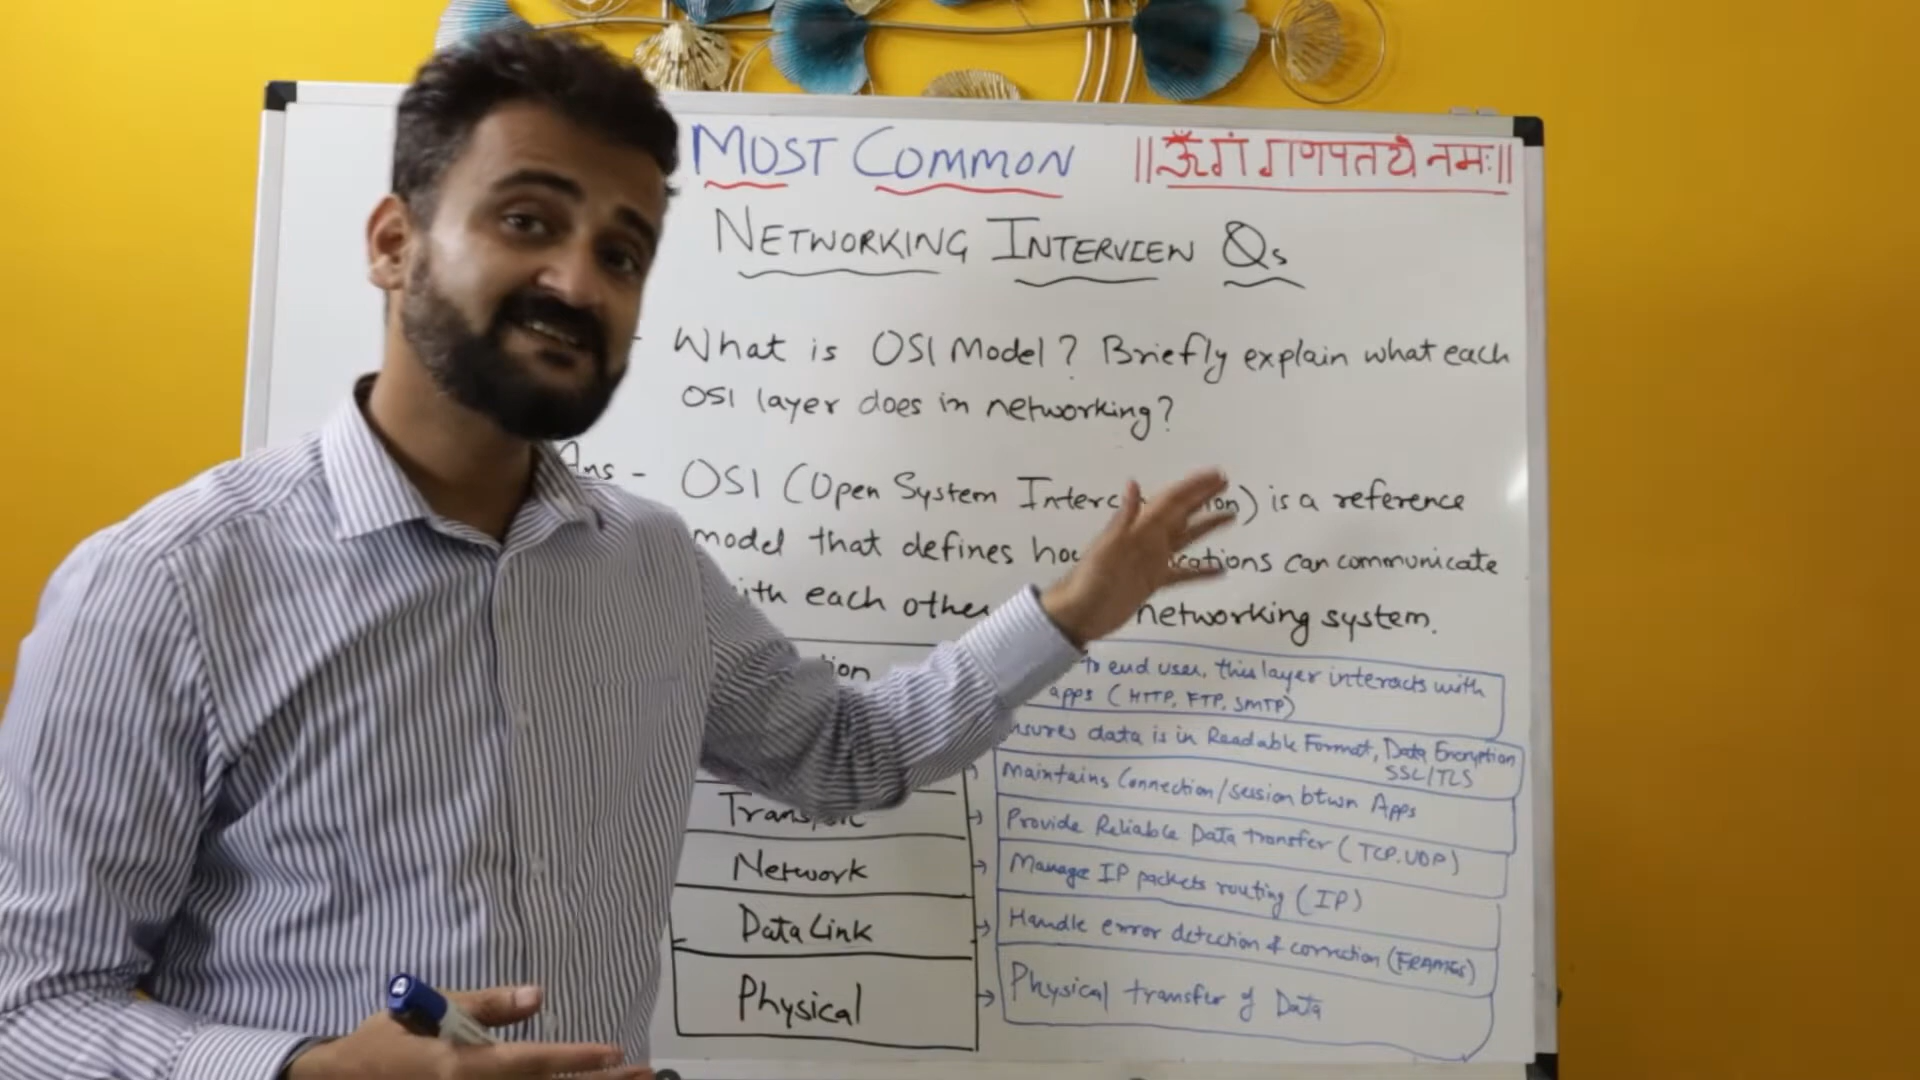 MOST COMMON ||ॐ गं गणपतये नमः||
NETWORKING INTERVIEW Qs
- What is OSI Model? Briefly explain what each
OSI layer does in networking?
Ans - OSI (Open System is a reference
model that defines can communicate
each other networking system.
to end user, this layer interacts with
apps (HTTP, FTP, SMTP)
data is in Readable Format, Data Encryption
SSL/TLS
Maintains Connection/session btwn Apps
Transport → Provide Reliable Data transfer (TCP.UDP)
Network → Manage IP packets routing (IP)
Data Link → Handle error detection & correction (FRAMES)
Physical → Physical transfer of Data